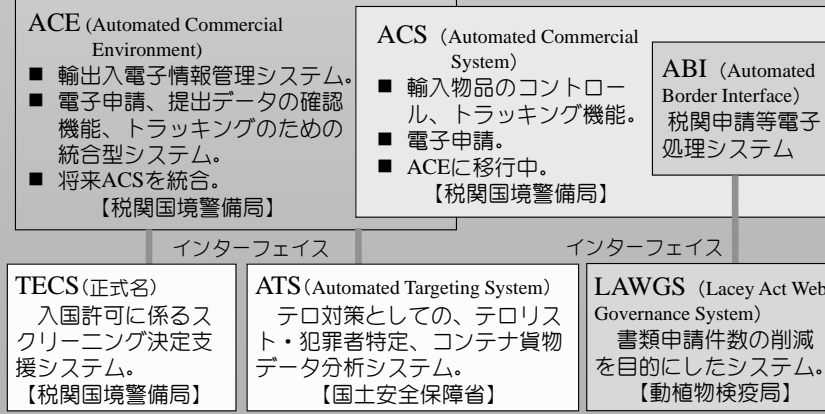 ACE (Automated Commercial
Environment)
■ 輸出入電子情報管理システム。
■ 電子申請、提出データの確認
機能、トラッキングのための
統合型システム。
■ 将来ACSを統合。
【税関国境警備局】
ACS （Automated Commercial
System）
■ 輸入物品のコントロー
ル、トラッキング機能。
■ 電子申請。
■ ACEに移行中。
【税関国境警備局】
ABI （Automated
Border Interface）
税関申請等電子
処理システム
インターフェイス
インターフェイス
TECS（正式名）
入国許可に係るス
クリーニング決定支
援システム。
【税関国境警備局】
ATS（Automated Targeting System）
テロ対策としての、テロリス
ト・犯罪者特定、コンテナ貨物
データ分析システム。
【国土安全保障省】
LAWGS （Lacey Act Web
Governance System）
書類申請件数の削減
を目的にしたシステム。
【動植物検疫局】